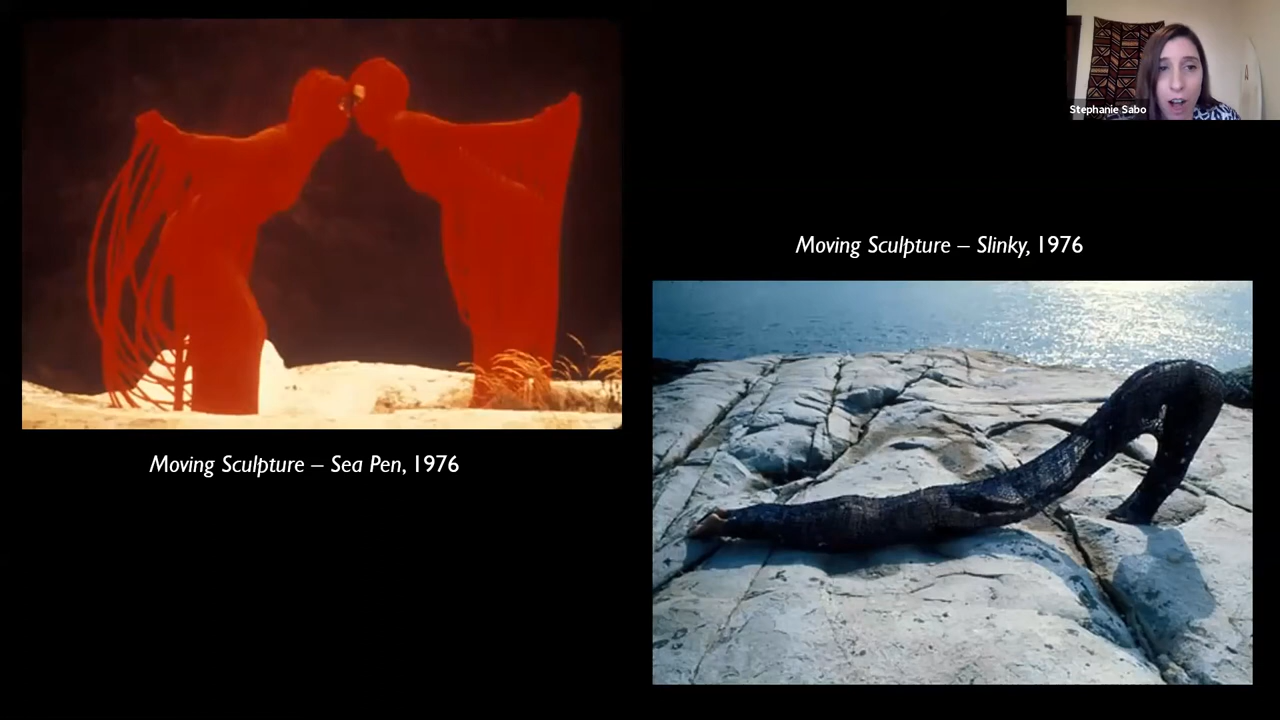 Stephanie Sabo
Moving Sculpture – Slinky, 1976
Moving Sculpture – Sea Pen, 1976